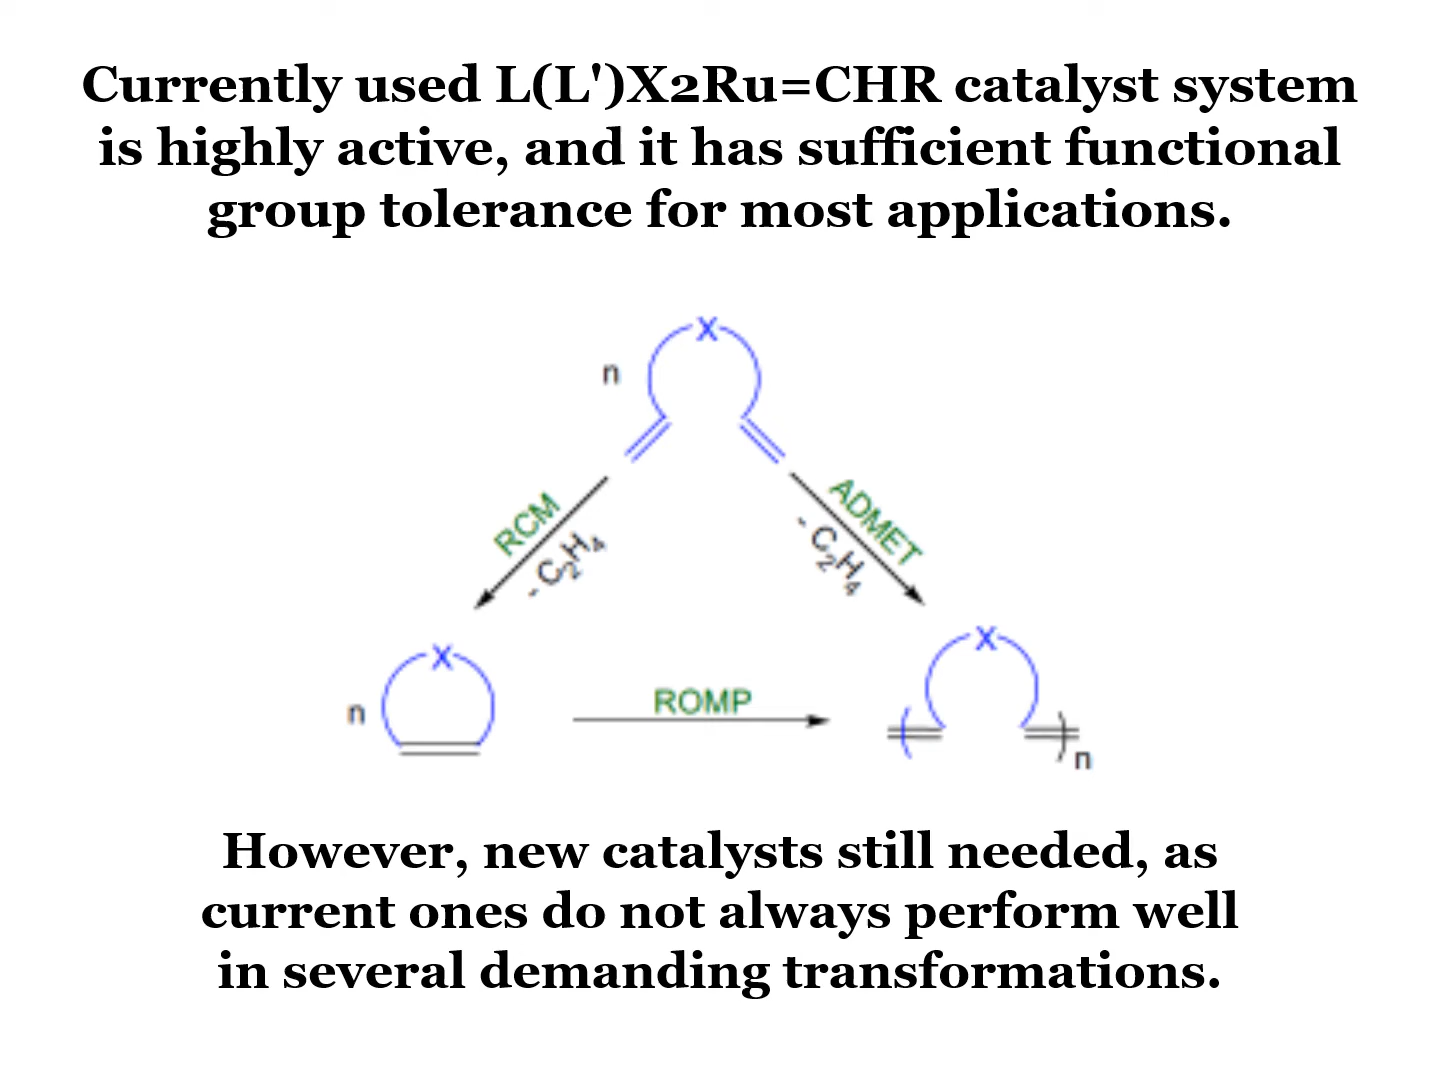 Currently used L(L')X2Ru=CHR catalyst system
is highly active, and it has sufficient functional
group tolerance for most applications.
X
n
RCM
- C2H4
ADMET
- C2H4
X
n
ROMP
X
n
However, new catalysts still needed, as
current ones do not always perform well
in several demanding transformations.